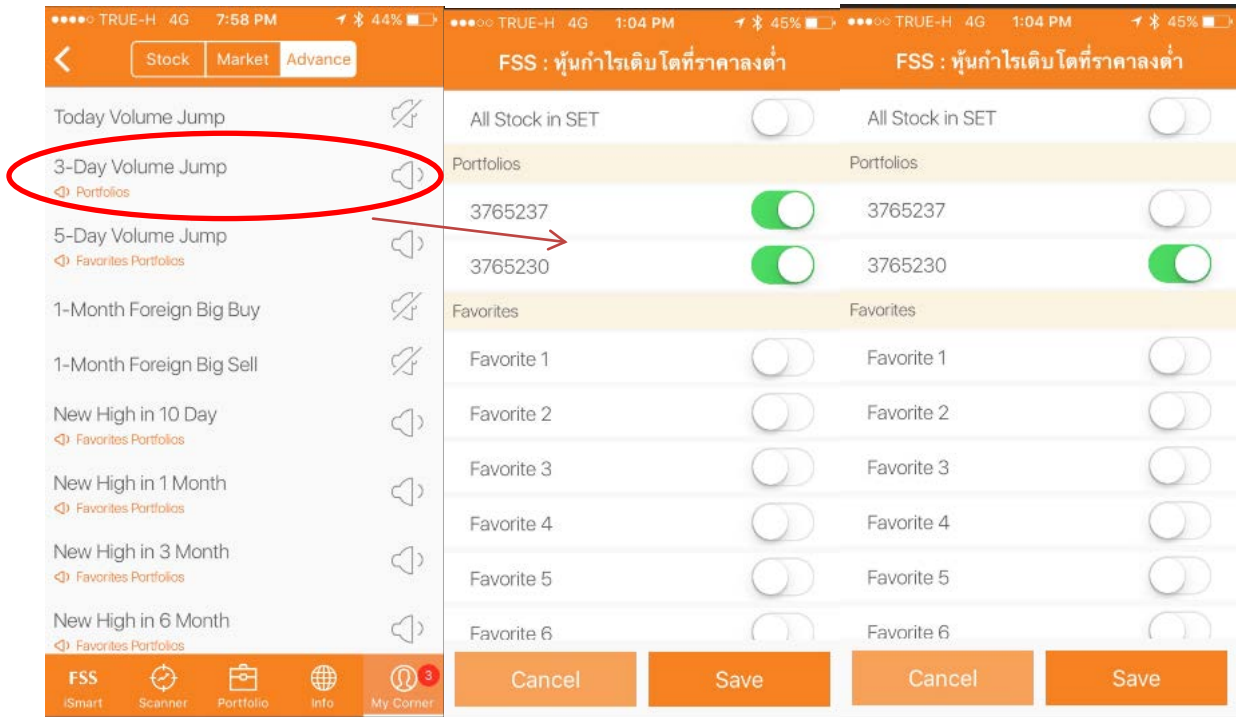 TRUE-H 4G 7:58 PM 44%
Stock Market Advance
Today Volume Jump
3-Day Volume Jump
Portfolios
5-Day Volume Jump
Favorites Portfolios
1-Month Foreign Big Buy
1-Month Foreign Big Sell
New High in 10 Day
Favorites Portfolios
New High in 1 Month
Favorites Portfolios
New High in 3 Month
Favorites Portfolios
New High in 6 Month
Favorites Portfolios
FSS 3
iSmart Scanner Portfolio Info My Corner
TRUE-H 4G 1:04 PM 45%
FSS : หุ้นกำไรเติบโตที่ราคาลงต่ำ
All Stock in SET
Portfolios
3765237
3765230
Favorites
Favorite 1
Favorite 2
Favorite 3
Favorite 4
Favorite 5
Favorite 6
Cancel Save
TRUE-H 4G 1:04 PM 45%
FSS : หุ้นกำไรเติบโตที่ราคาลงต่ำ
All Stock in SET
Portfolios
3765237
3765230
Favorites
Favorite 1
Favorite 2
Favorite 3
Favorite 4
Favorite 5
Favorite 6
Cancel Save